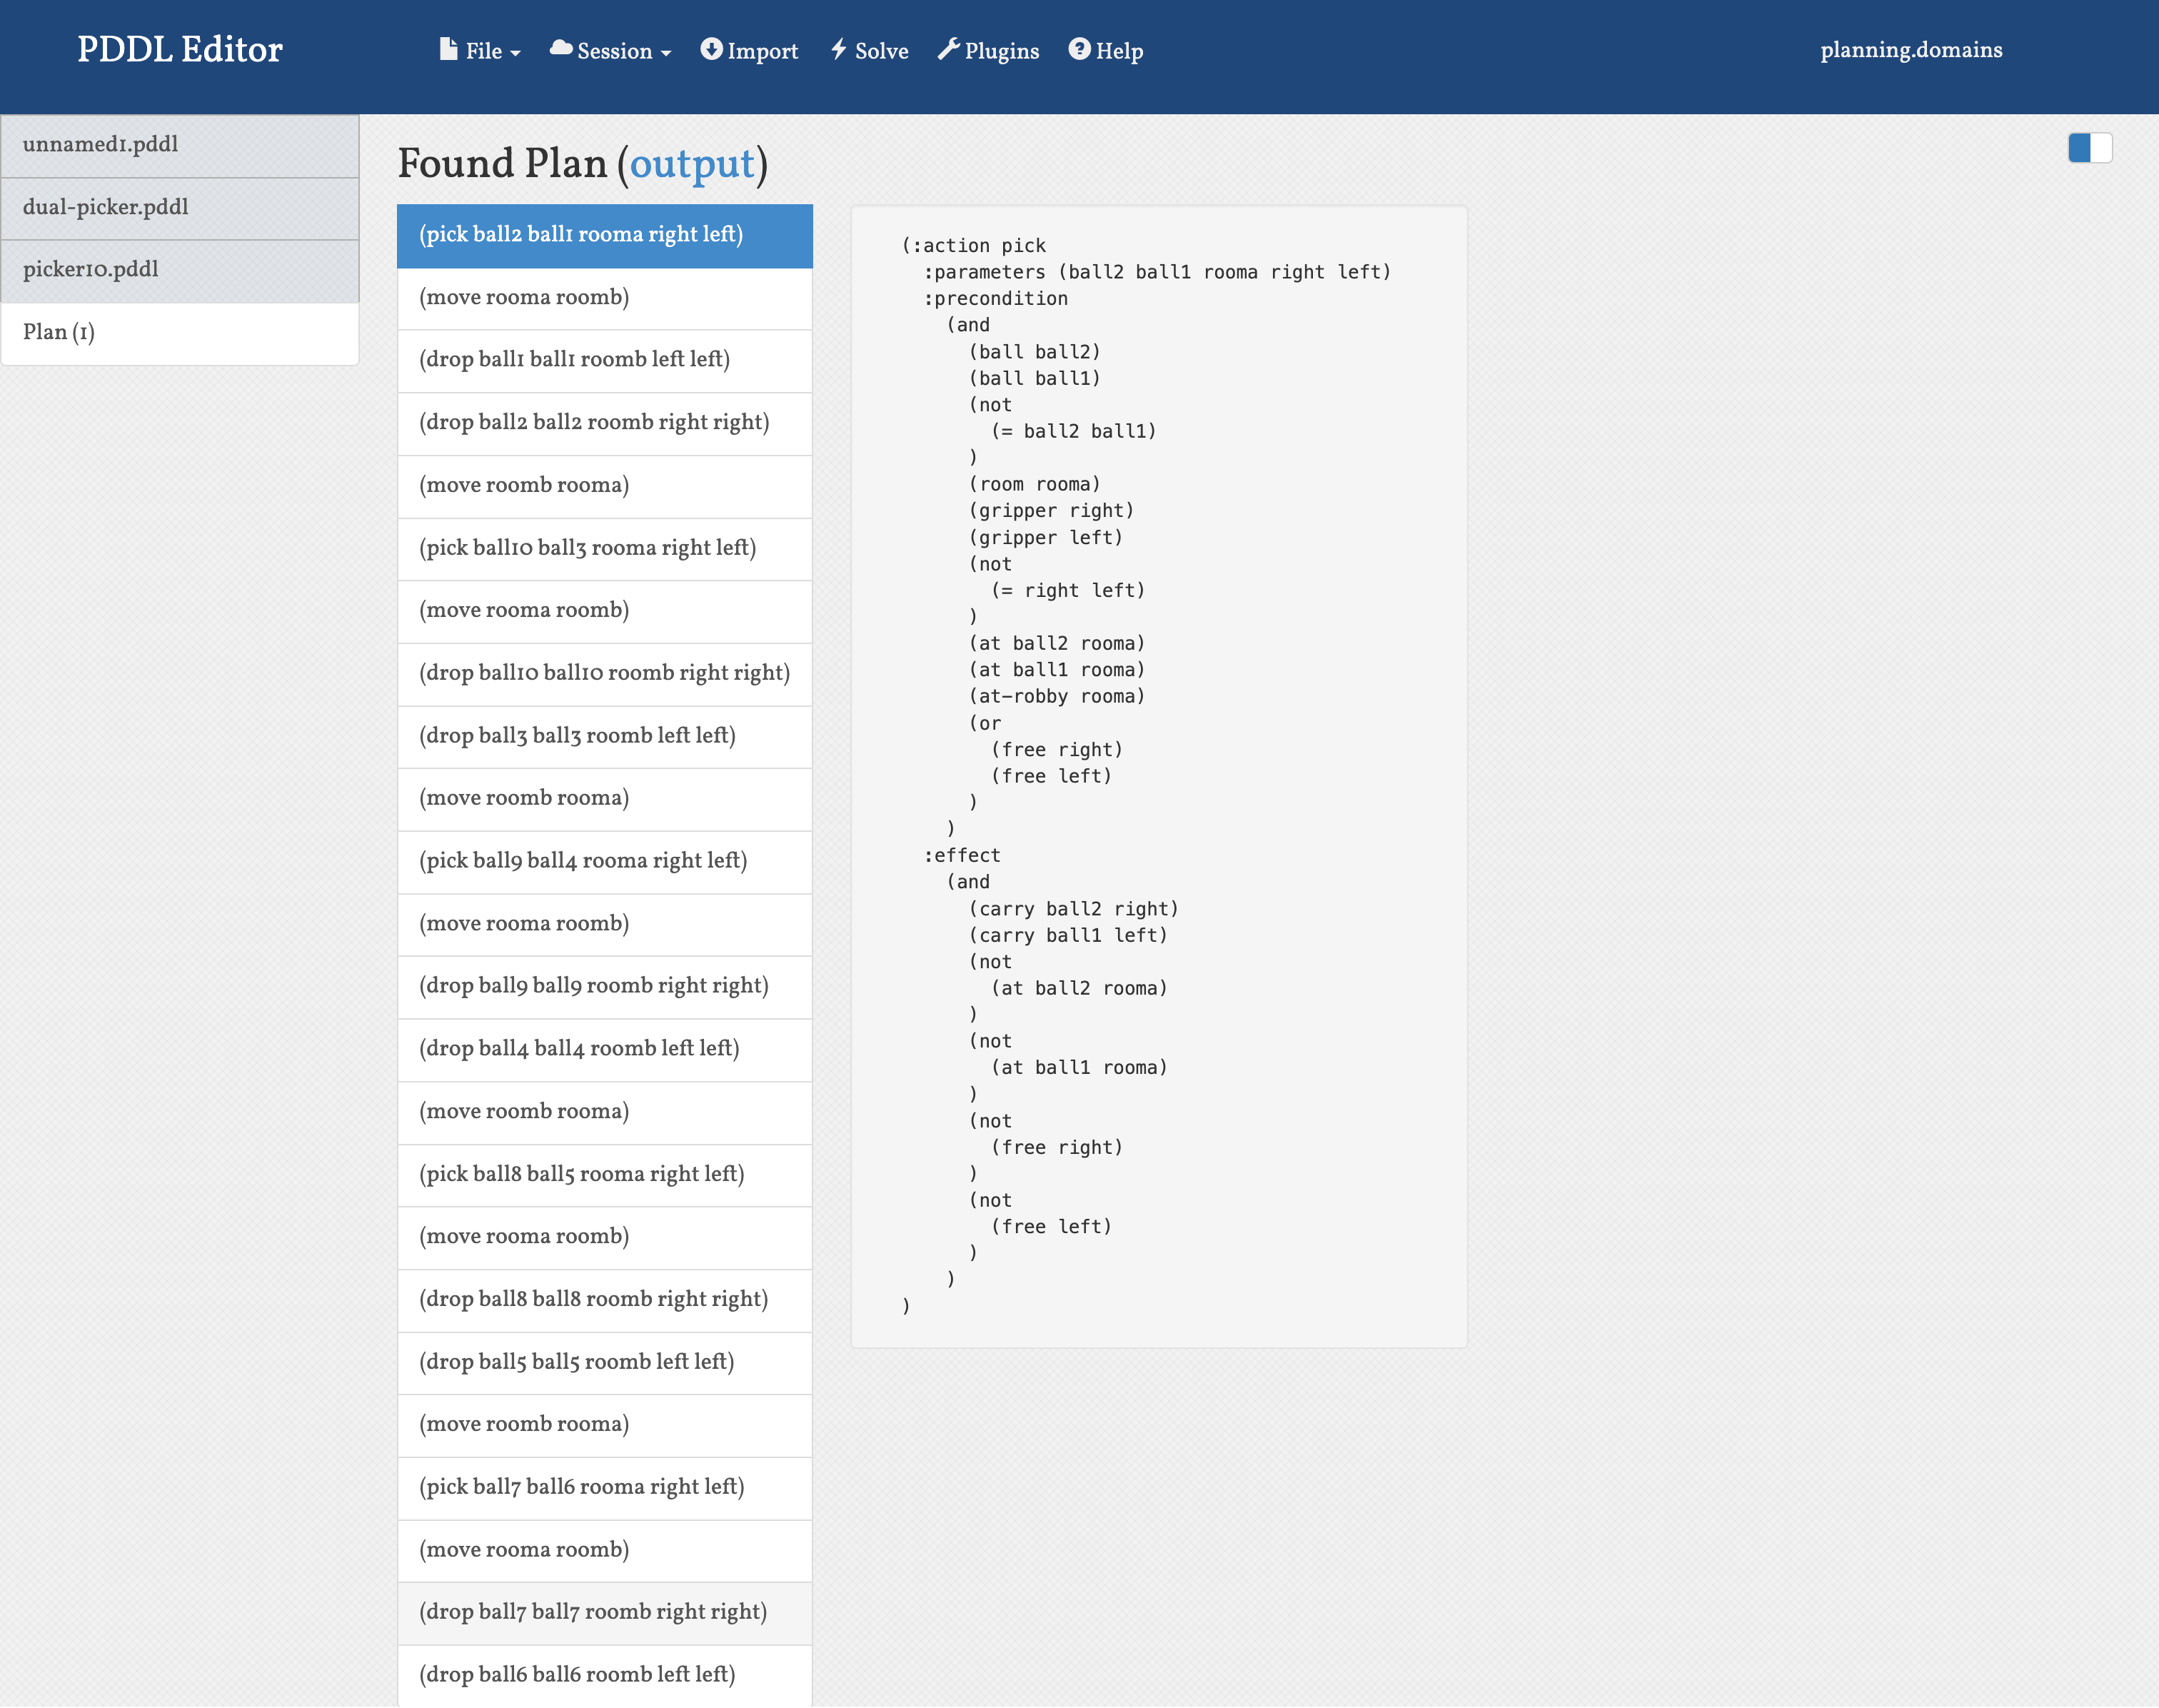 PDDL Editor
File
Session
Import
Solve
Plugins
Help
planning.domains
unnamed1.pddl
dual-picker.pddl
picker10.pddl
Plan (1)
Found Plan (output)
(pick ball2 ball1 rooma right left)
(move rooma roomb)
(drop ball1 ball1 roomb left left)
(drop ball2 ball2 roomb right right)
(move roomb rooma)
(pick ball10 ball3 rooma right left)
(move rooma roomb)
(drop ball10 ball10 roomb right right)
(drop ball3 ball3 roomb left left)
(move roomb rooma)
(pick ball9 ball4 rooma right left)
(move rooma roomb)
(drop ball9 ball9 roomb right right)
(drop ball4 ball4 roomb left left)
(move roomb rooma)
(pick ball8 ball5 rooma right left)
(move rooma roomb)
(drop ball8 ball8 roomb right right)
(drop ball5 ball5 roomb left left)
(move roomb rooma)
(pick ball7 ball6 rooma right left)
(move rooma roomb)
(drop ball7 ball7 roomb right right)
(drop ball6 ball6 roomb left left)
(:action pick
  :parameters (ball2 ball1 rooma right left)
  :precondition
    (and
      (ball ball2)
      (ball ball1)
      (not
        (= ball2 ball1)
      )
      (room rooma)
      (gripper right)
      (gripper left)
      (not
        (= right left)
      )
      (at ball2 rooma)
      (at ball1 rooma)
      (at-robby rooma)
      (or
        (free right)
        (free left)
      )
    )
  :effect
    (and
      (carry ball2 right)
      (carry ball1 left)
      (not
        (at ball2 rooma)
      )
      (not
        (at ball1 rooma)
      )
      (not
        (free right)
      )
      (not
        (free left)
      )
    )
)